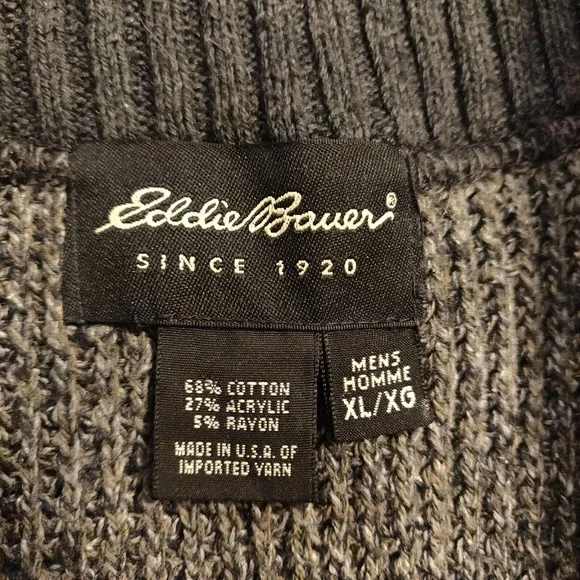 Eddie Bauer®
SINCE 1920
68% COTTON
27% ACRYLIC
5% RAYON
MADE IN U.S.A. OF
IMPORTED YARN
MENS
HOMME
XL/XG